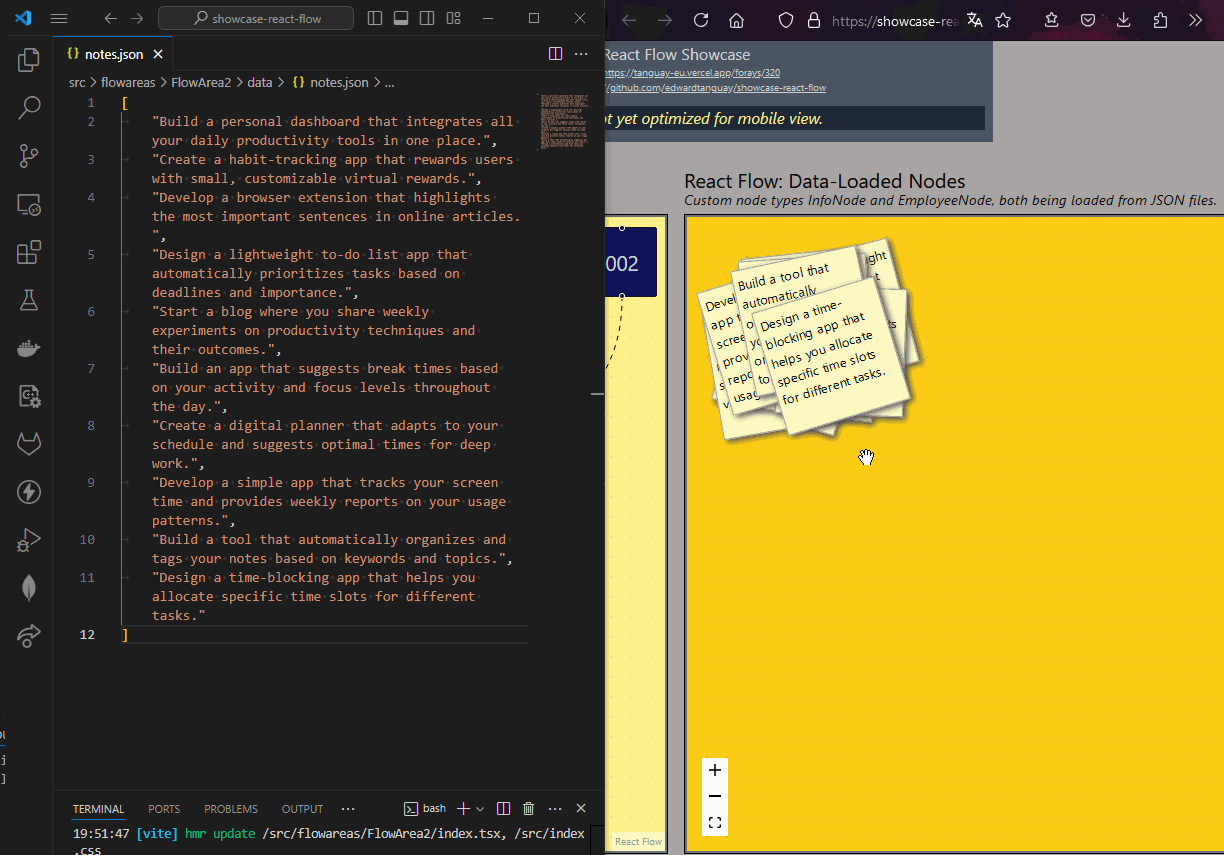 showcase-react-flow
notes.json
src > flowareas > FlowArea2 > data > {} notes.json > ...
1 [
2 "Build a personal dashboard that integrates all
your daily productivity tools in one place.",
3 "Create a habit-tracking app that rewards users
with small, customizable virtual rewards.",
4 "Develop a browser extension that highlights
the most important sentences in online articles.
",
5 "Design a lightweight to-do list app that
automatically prioritizes tasks based on
deadlines and importance.",
6 "Start a blog where you share weekly
experiments on productivity techniques and
their outcomes.",
7 "Build an app that suggests break times based
on your activity and focus levels throughout
the day.",
8 "Create a digital planner that adapts to your
schedule and suggests optimal times for deep
work.",
9 "Develop a simple app that tracks your screen
time and provides weekly reports on your usage
patterns.",
10 "Build a tool that automatically organizes and
tags your notes based on keywords and topics.",
11 "Design a time-blocking app that helps you
allocate specific time slots for different
tasks."
12 ]
TERMINAL PORTS PROBLEMS OUTPUT ... bash
19:51:47 [vite] hmr update /src/flowareas/FlowArea2/index.tsx, /src/index
.css
https://showcase-rea
React Flow Showcase
https://tanguay-eu.vercel.app/forays/320
/github.com/edwardtanguay/showcase-react-flow
ot yet optimized for mobile view.
React Flow: Data-Loaded Nodes
Custom node types InfoNode and EmployeeNode, both being loaded from JSON files.
002
React Flow
Build a tool that
automatically
Design a time-
blocking app that
helps you allocate
specific time slots
for different tasks.